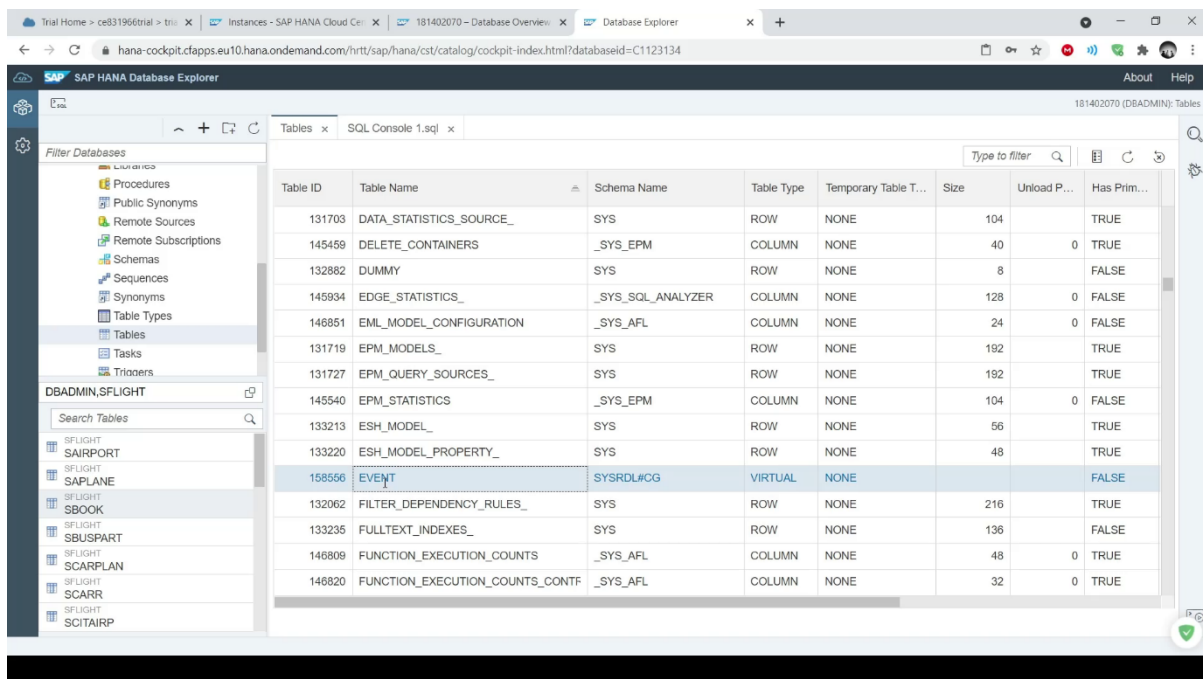 Trial Home > ce831966trial > tria
Instances - SAP HANA Cloud Cen
181402070 – Database Overview
Database Explorer
hana-cockpit.cfapps.eu10.hana.ondemand.com/hrtt/sap/hana/cst/catalog/cockpit-index.html?databaseid=C1123134
SAP SAP HANA Database Explorer
About Help
181402070 (DBADMIN): Tables
Tables × SQL Console 1.sql ×
Filter Databases
Type to filter
Libraries
Procedures
Public Synonyms
Remote Sources
Remote Subscriptions
Schemas
Sequences
Synonyms
Table Types
Tables
Tasks
Triggers
DBADMIN,SFLIGHT
Search Tables
SFLIGHT
SAIRPORT
SFLIGHT
SAPLANE
SFLIGHT
SBOOK
SFLIGHT
SBUSPART
SFLIGHT
SCARPLAN
SFLIGHT
SCARR
SFLIGHT
SCITAIRP
Table ID Table Name Schema Name Table Type Temporary Table T... Size Unload P... Has Prim...
131703 DATA_STATISTICS_SOURCE_ SYS ROW NONE 104 TRUE
145459 DELETE_CONTAINERS _SYS_EPM COLUMN NONE 40 0 TRUE
132882 DUMMY SYS ROW NONE 8 FALSE
145934 EDGE_STATISTICS_ _SYS_SQL_ANALYZER COLUMN NONE 128 0 FALSE
146851 EML_MODEL_CONFIGURATION _SYS_AFL COLUMN NONE 24 0 FALSE
131719 EPM_MODELS_ SYS ROW NONE 192 TRUE
131727 EPM_QUERY_SOURCES_ SYS ROW NONE 192 TRUE
145540 EPM_STATISTICS _SYS_EPM COLUMN NONE 104 0 FALSE
133213 ESH_MODEL_ SYS ROW NONE 56 TRUE
133220 ESH_MODEL_PROPERTY_ SYS ROW NONE 48 TRUE
158556 EVENT SYSRDL#CG VIRTUAL NONE FALSE
132062 FILTER_DEPENDENCY_RULES_ SYS ROW NONE 216 TRUE
133235 FULLTEXT_INDEXES_ SYS ROW NONE 136 FALSE
146809 FUNCTION_EXECUTION_COUNTS _SYS_AFL COLUMN NONE 48 0 TRUE
146820 FUNCTION_EXECUTION_COUNTS_CONTR _SYS_AFL COLUMN NONE 32 0 TRUE